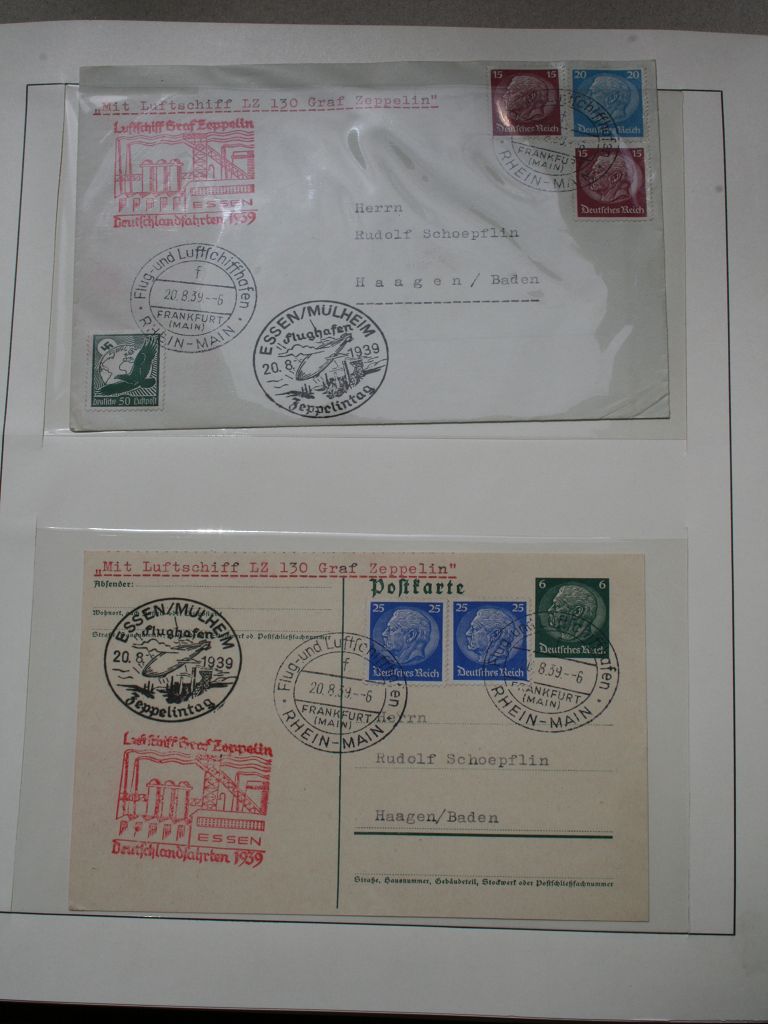 „Mit Luftschiff LZ 130 Graf Zeppelin"
15
20
Deutsches Reich
15
Deutsches Reich
Luftschiff Graf Zeppelin
ESSEN
Deutschlandfahrten 1939
FRANKFURT
(MAIN)
RHEIN-MAIN
Herrn
Rudolf Schoepflin
Haagen/Baden
Flug- und Luftschiffhafen
f
20.8.39--6
FRANKFURT
(MAIN)
RHEIN-MAIN
ESSEN/MÜLHEIM
Flughafen
20.8. 1939
Zeppelintag
Deutsche 50 Luftpost
„Mit Luftschiff LZ 130 Graf Zeppelin"
Absender:
Postkarte
6 6
Deutsches Reich
25 25
Deutsches Reich
25 25
Deutsches Reich
ESSEN/MÜLHEIM
Flughafen
20.8. 1939
Zeppelintag
Flug- und Luftschiffhafen
f
20.8.39--6
FRANKFURT
(MAIN)
RHEIN-MAIN
8.39--6
FRANKFURT
(MAIN)
RHEIN-MAIN
Herrn
Rudolf Schoepflin
Haagen/Baden
Luftschiff Graf Zeppelin
ESSEN
Deutschlandfahrten 1939
Straße, Hausnummer, Gebäudeteil, Stockwerk oder Postschließfachnummer